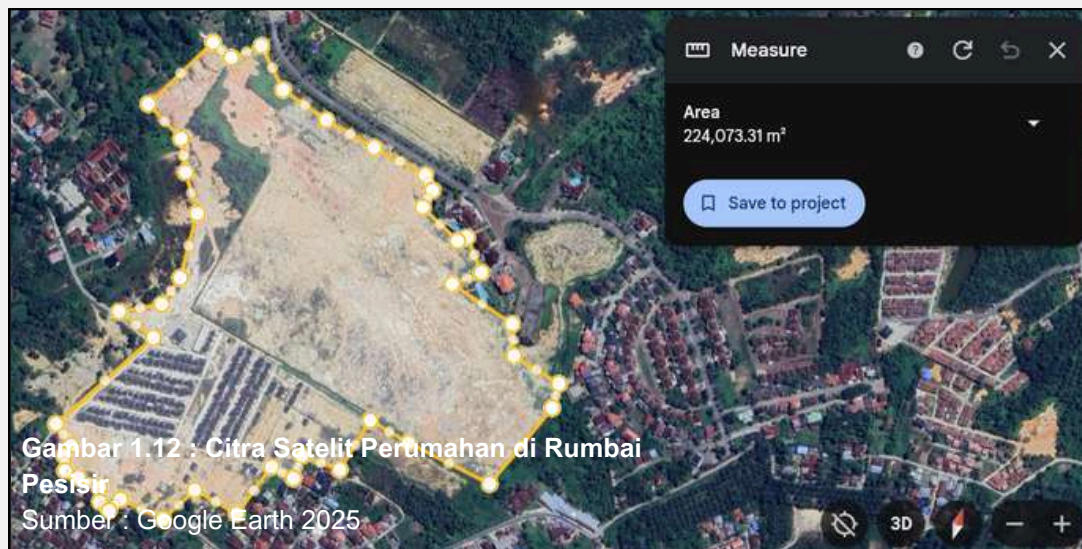 Measure
Area
224,073.31 m²
Save to project
Gambar 1.12 : Citra Satelit Perumahan di Rumbai
Pesisir
Sumber : Google Earth 2025
3D